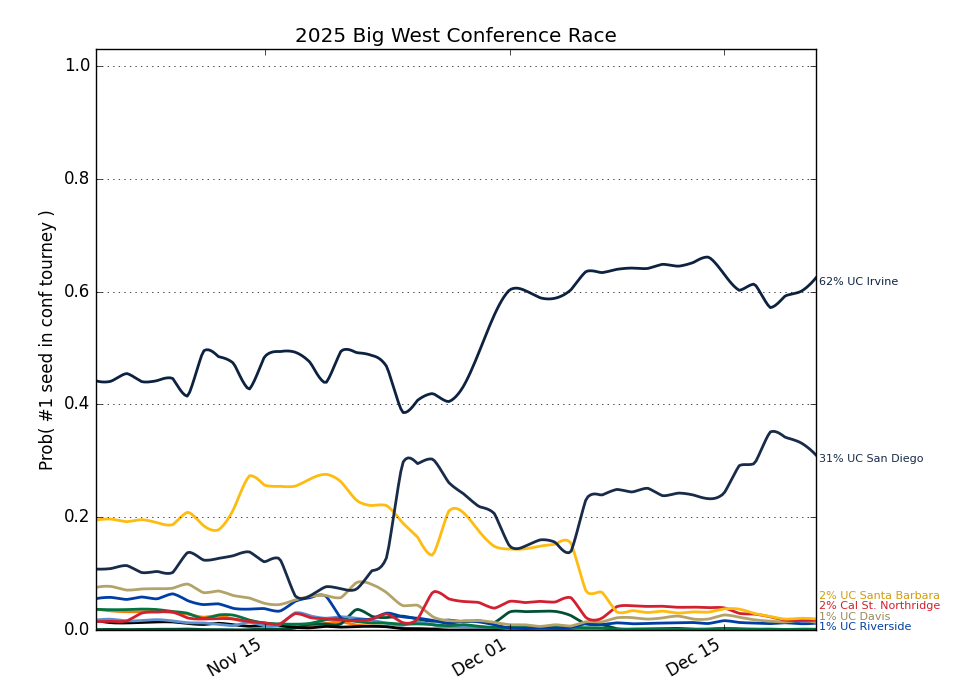 2025 Big West Conference Race
Prob( #1 seed in conf tourney )
1.0
0.8
0.6
0.4
0.2
0.0
Nov 15
Dec 01
Dec 15
62% UC Irvine
31% UC San Diego
2% UC Santa Barbara
2% Cal St. Northridge
1% UC Davis
1% UC Riverside